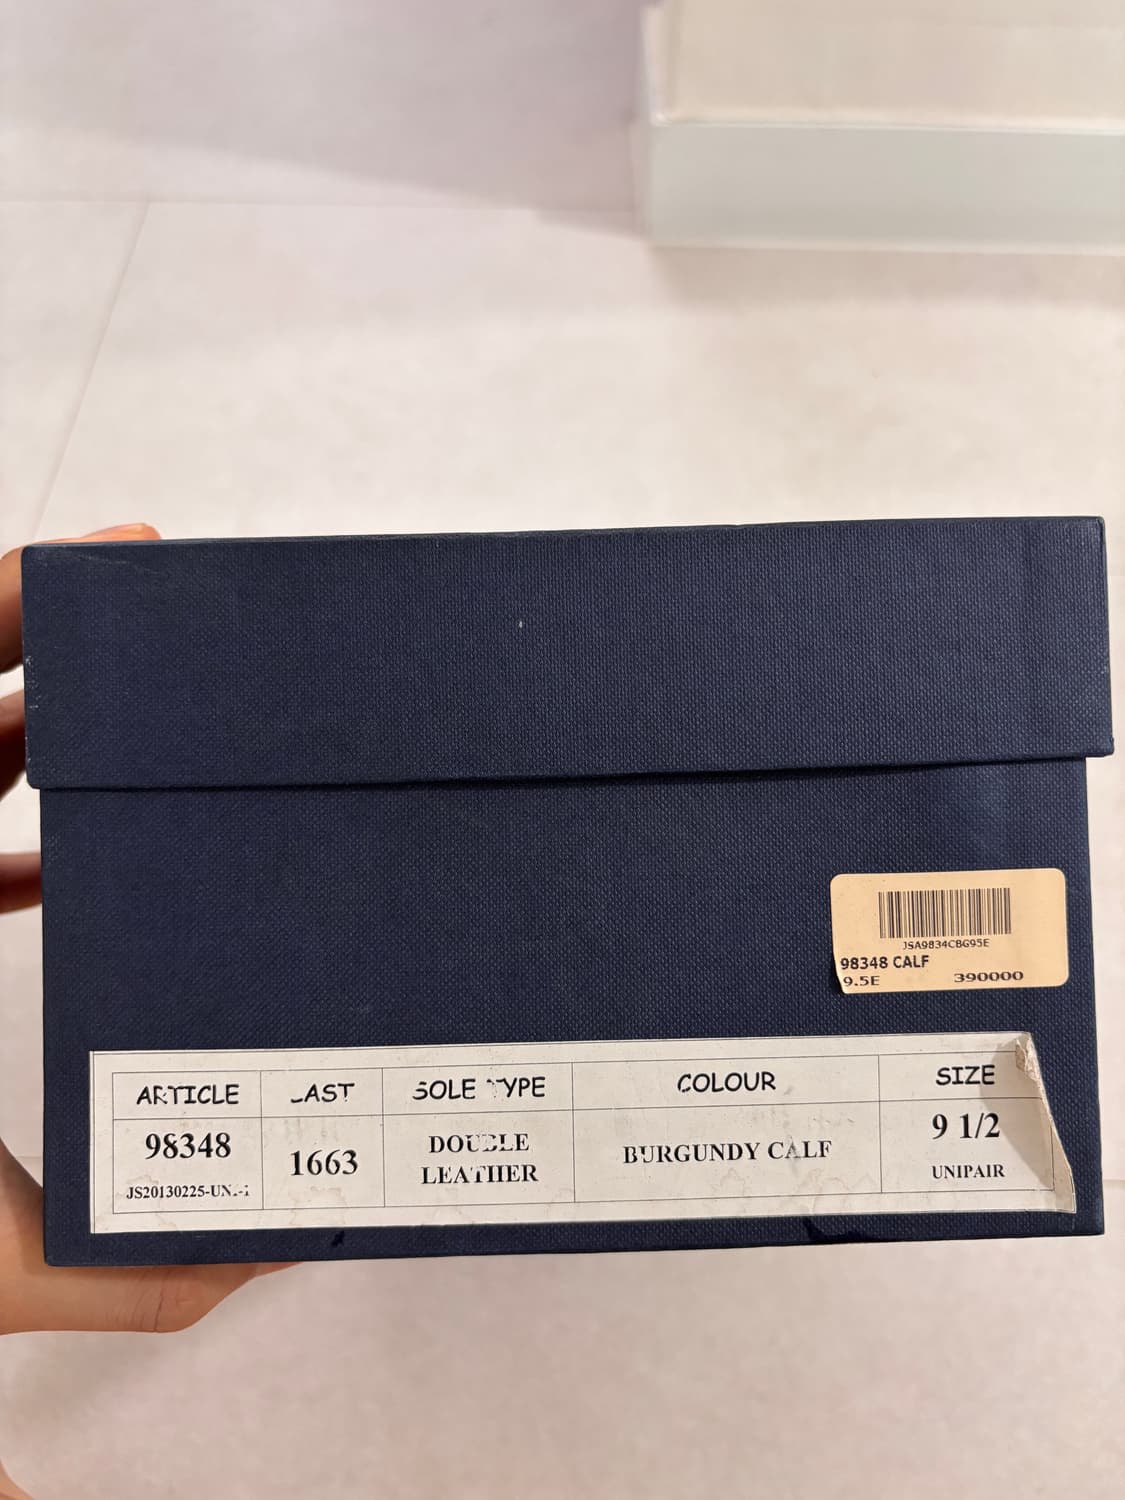 JSA9834CBG95E
98348 CALF
9.5E 390000
ARTICLE LAST SOLE TYPE COLOUR SIZE
98348 1663 DOUBLE LEATHER BURGUNDY CALF 9 1/2
UNIPAIR